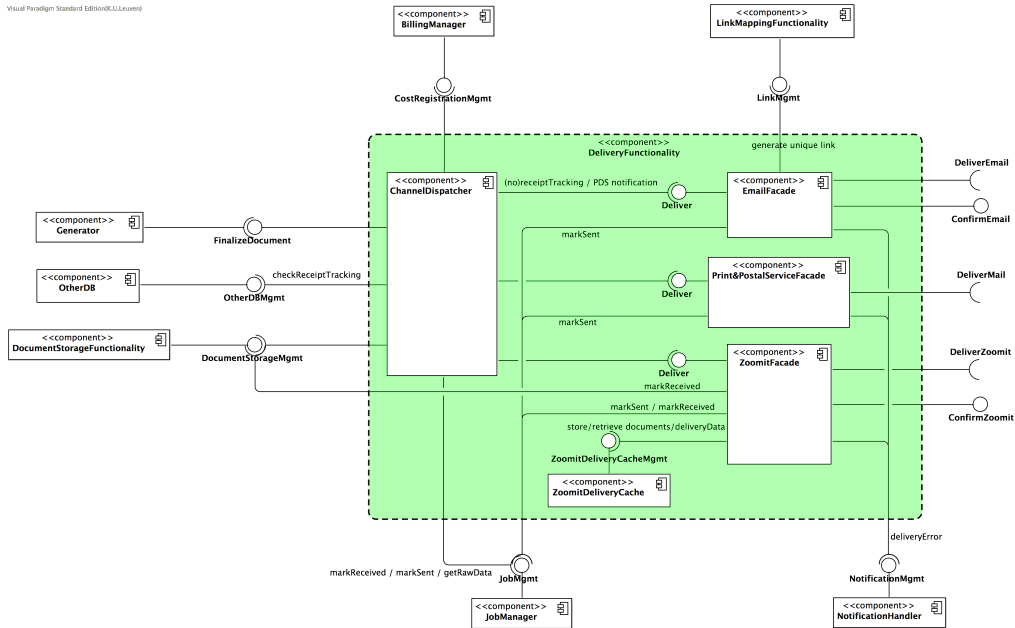 Visual Paradigm Standard Edition(K.U.Leuven)
<<component>>
BillingManager
<<component>>
LinkMappingFunctionality
CostRegistrationMgmt
LinkMgmt
<<component>>
DeliveryFunctionality
generate unique link
<<component>>
ChannelDispatcher
(no)receiptTracking / PDS notification
Deliver
<<component>>
EmailFacade
DeliverEmail
ConfirmEmail
<<component>>
Generator
FinalizeDocument
markSent
<<component>>
OtherDB
checkReceiptTracking
OtherDBMgmt
Deliver
<<component>>
Print&PostalServiceFacade
DeliverMail
markSent
<<component>>
DocumentStorageFunctionality
DocumentStorageMgmt
Deliver
<<component>>
ZoomitFacade
DeliverZoomit
markReceived
markSent / markReceived
ConfirmZoomit
store/retrieve documents/deliveryData
ZoomitDeliveryCacheMgmt
<<component>>
ZoomitDeliveryCache
deliveryError
markReceived / markSent / getRawData
JobMgmt
NotificationMgmt
<<component>>
JobManager
<<component>>
NotificationHandler